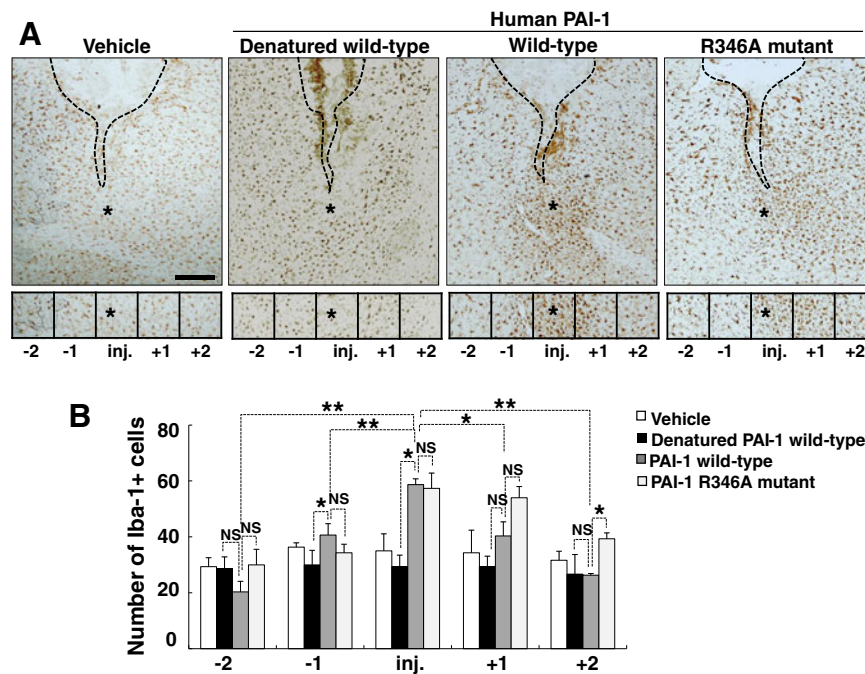 Human PAI-1
A
Vehicle Denatured wild-type Wild-type R346A mutant
* * * *
* * * *
-2 -1 inj. +1 +2 -2 -1 inj. +1 +2 -2 -1 inj. +1 +2 -2 -1 inj. +1 +2
B
Number of Iba-1+ cells
80
60
40
20
0
** ** * **
NS NS * NS * NS NS NS NS *
-2 -1 inj. +1 +2
Vehicle
Denatured PAI-1 wild-type
PAI-1 wild-type
PAI-1 R346A mutant